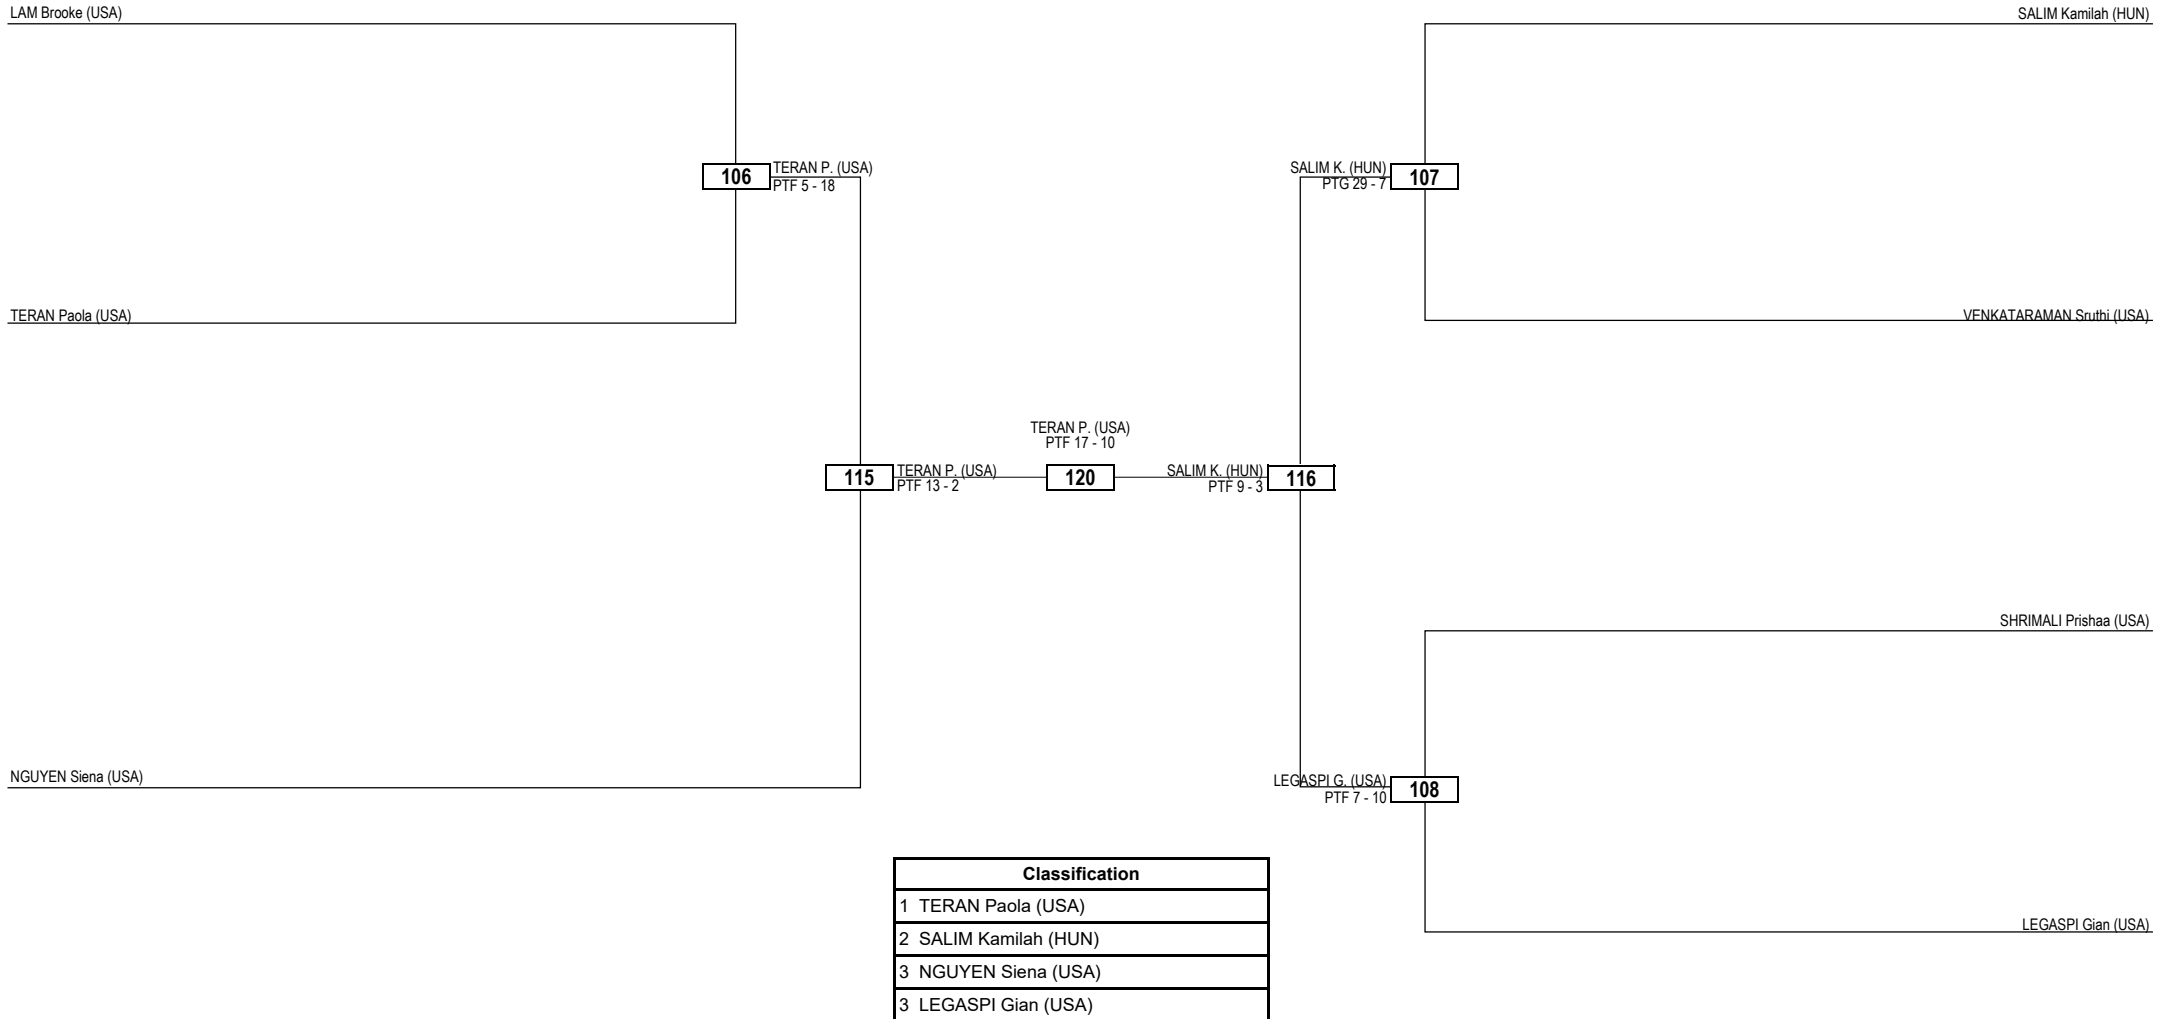 LAM Brooke (USA)
SALIM Kamilah (HUN)
106
TERAN P. (USA)
PTF 5 - 18
SALIM K. (HUN)
PTG 29 - 7
107
TERAN Paola (USA)
VENKATARAMAN Sruthi (USA)
TERAN P. (USA)
PTF 17 - 10
115
TERAN P. (USA)
PTF 13 - 2
120
SALIM K. (HUN)
PTF 9 - 3
116
SHRIMALI Prishaa (USA)
NGUYEN Siena (USA)
LEGASPI G. (USA)
PTF 7 - 10
108
LEGASPI Gian (USA)
Classification
1 TERAN Paola (USA)
2 SALIM Kamilah (HUN)
3 NGUYEN Siena (USA)
3 LEGASPI Gian (USA)